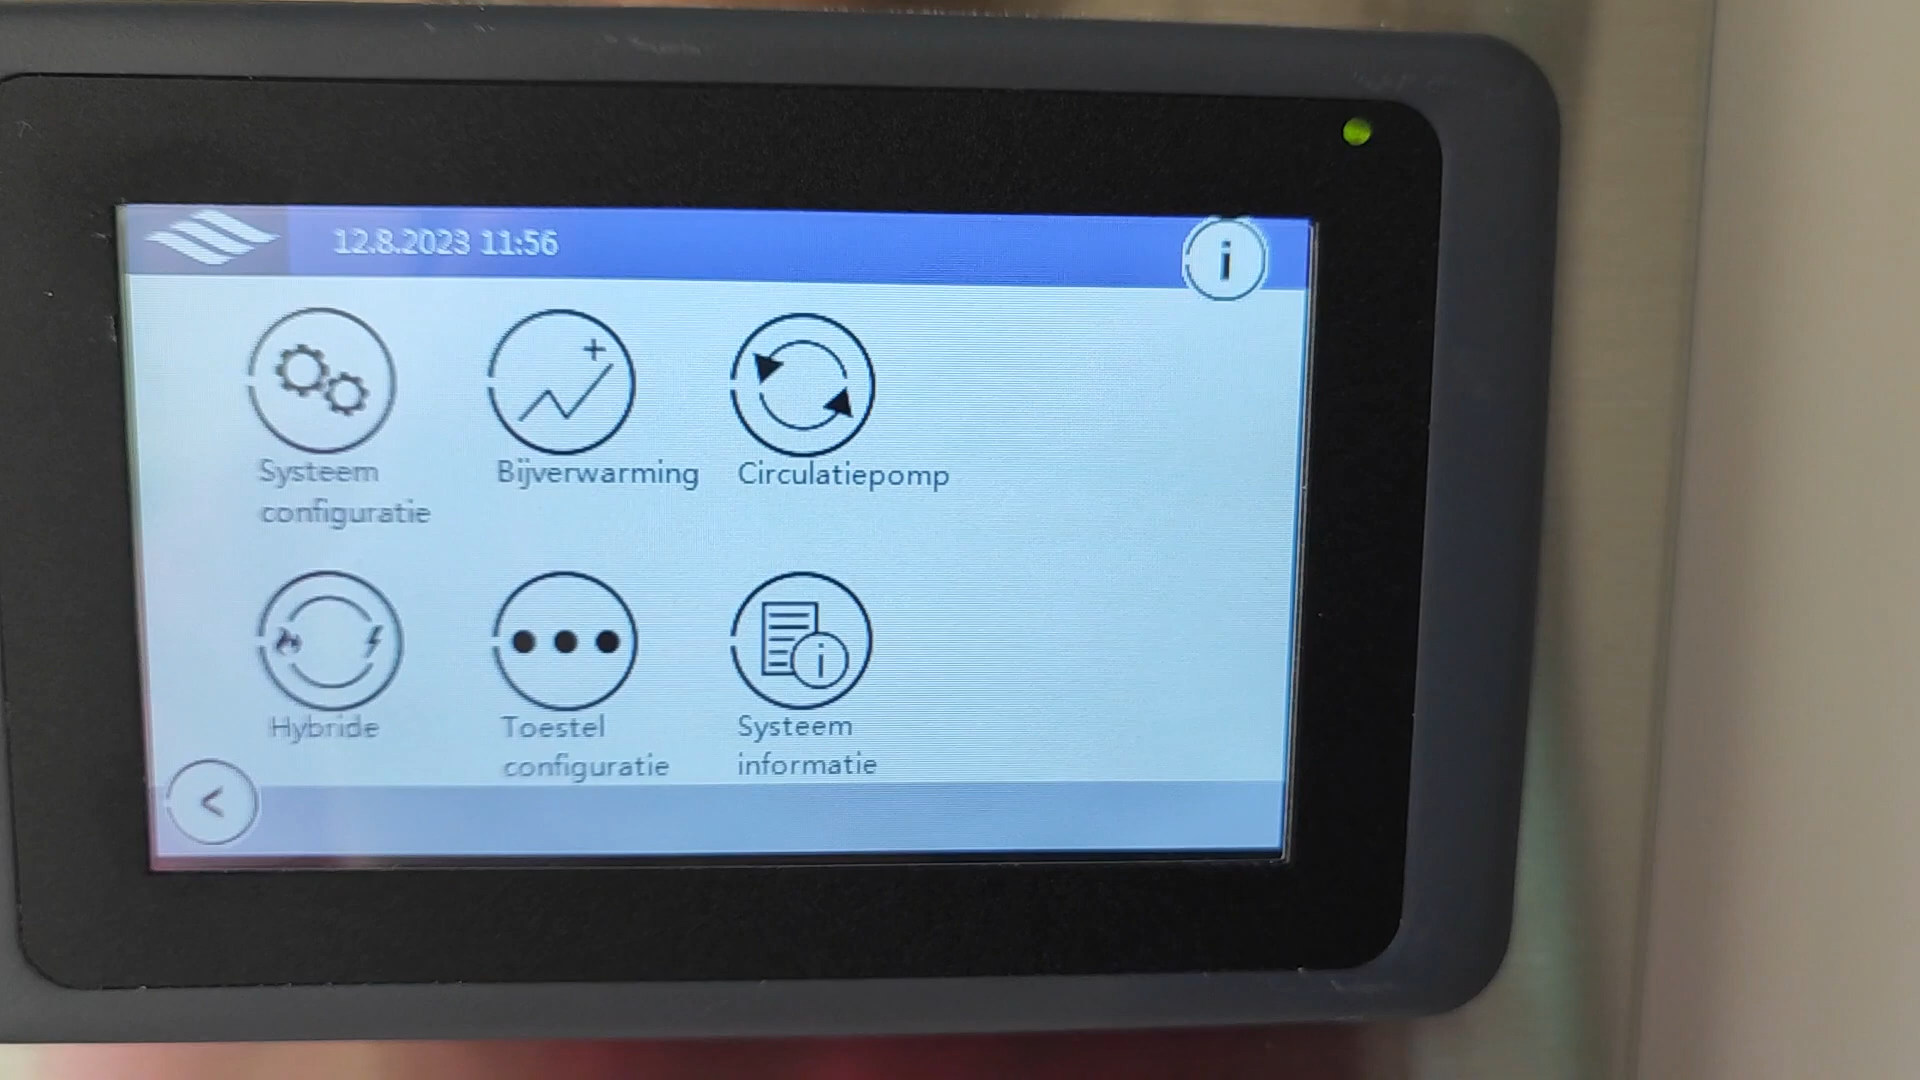 12.8.2023 11:56
i
Systeem
configuratie
Bijverwarming
Circulatiepomp
Hybride
Toestel
configuratie
Systeem
informatie
<